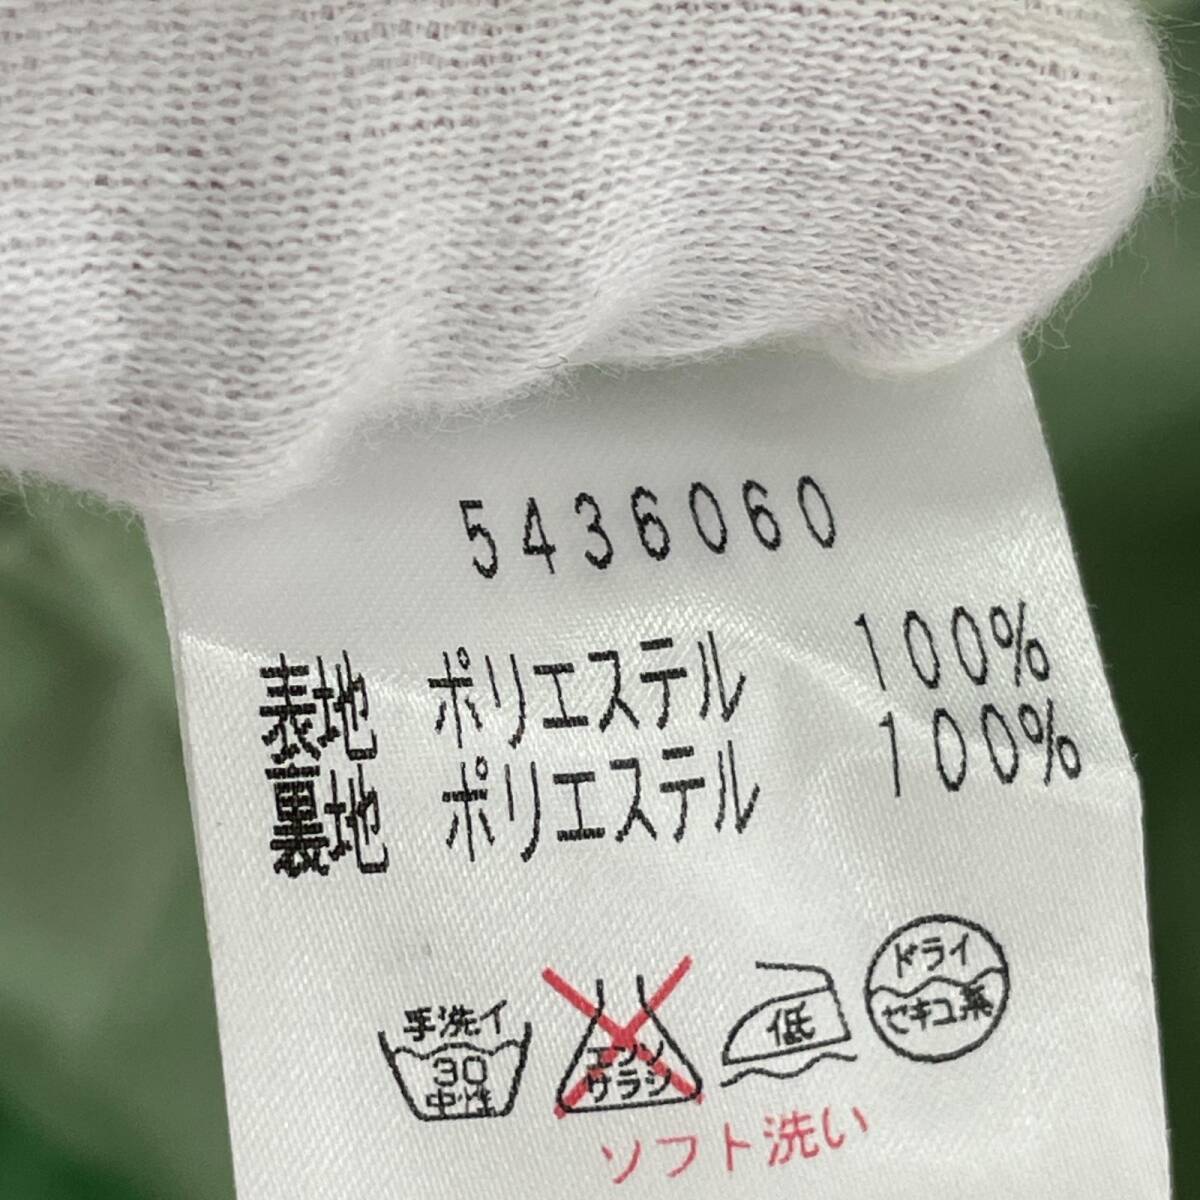 5436060
表地 ポリエステル 100%
裏地 ポリエステル 100%
手洗イ
30
中性
エンソ
サラシ
低
ドライ
セキユ系
ソフト洗い